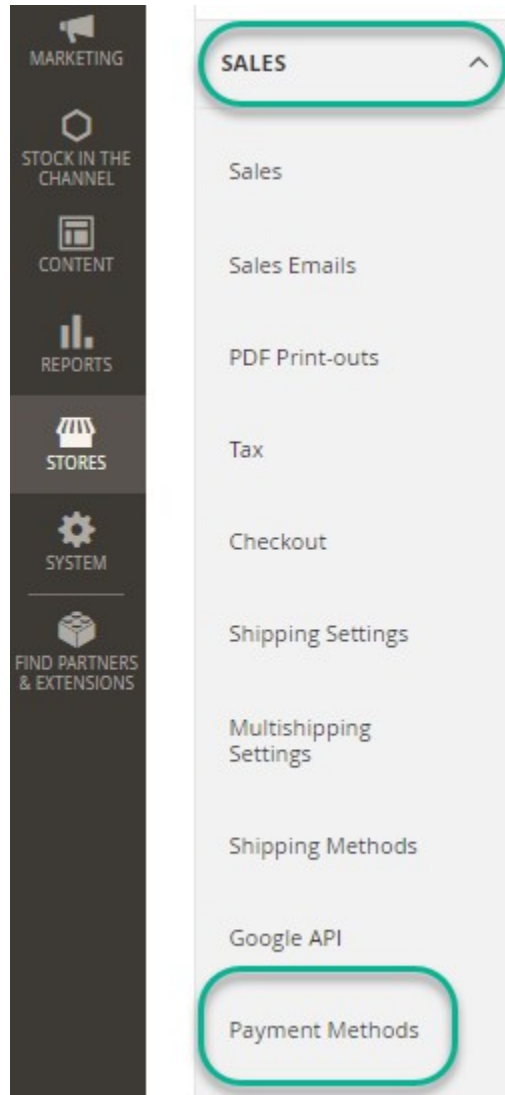 MARKETING
STOCK IN THE
CHANNEL
CONTENT
REPORTS
STORES
SYSTEM
FIND PARTNERS
& EXTENSIONS
SALES
Sales
Sales Emails
PDF Print-outs
Tax
Checkout
Shipping Settings
Multishipping
Settings
Shipping Methods
Google API
Payment Methods